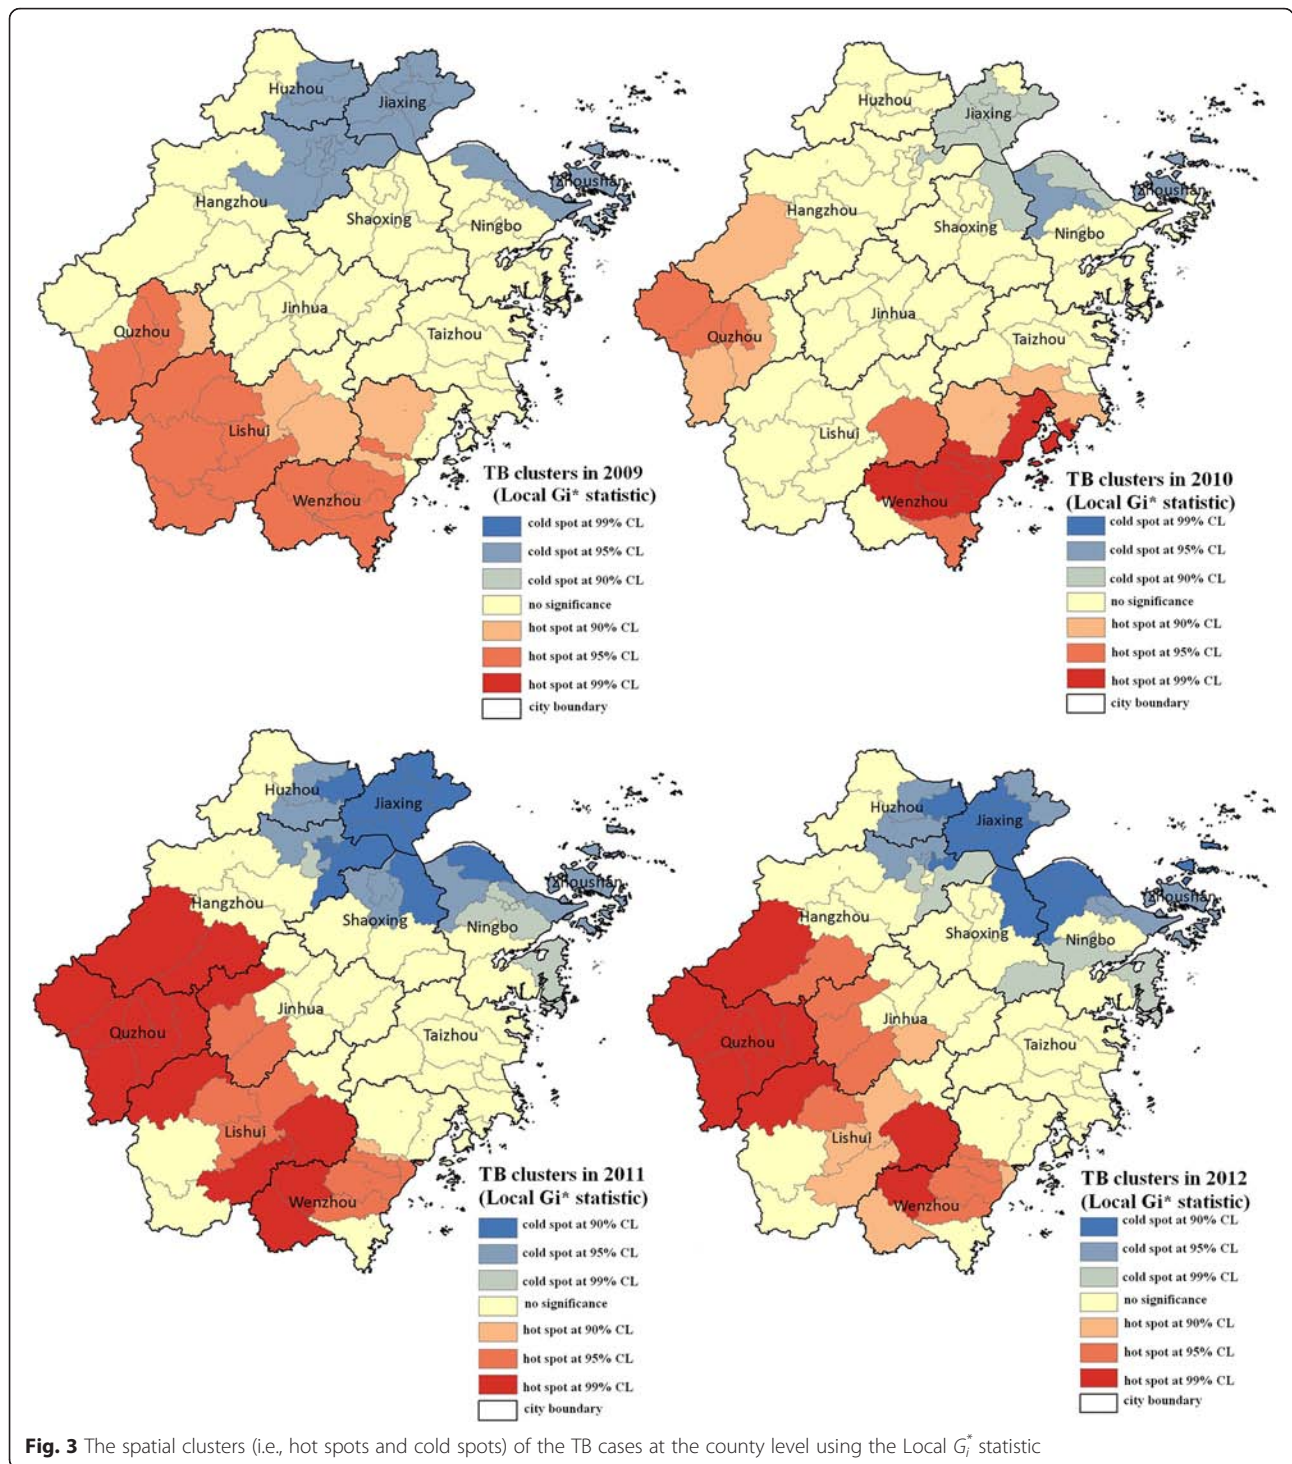 Huzhou
Jiaxing
Zhoushan
Hangzhou
Shaoxing
Ningbo
Jinhua
Quzhou
Taizhou
Lishui
Wenzhou
TB clusters in 2009
(Local Gi* statistic)
cold spot at 99% CL
cold spot at 95% CL
cold spot at 90% CL
no significance
hot spot at 90% CL
hot spot at 95% CL
hot spot at 99% CL
city boundary
Huzhou
Jiaxing
Zhoushan
Hangzhou
Shaoxing
Ningbo
Jinhua
Quzhou
Taizhou
Lishui
Wenzhou
TB clusters in 2010
(Local Gi* statistic)
cold spot at 99% CL
cold spot at 95% CL
cold spot at 90% CL
no significance
hot spot at 90% CL
hot spot at 95% CL
hot spot at 99% CL
city boundary
Huzhou
Jiaxing
Zhoushan
Hangzhou
Shaoxing
Ningbo
Jinhua
Quzhou
Taizhou
Lishui
Wenzhou
TB clusters in 2011
(Local Gi* statistic)
cold spot at 90% CL
cold spot at 95% CL
cold spot at 99% CL
no significance
hot spot at 90% CL
hot spot at 95% CL
hot spot at 99% CL
city boundary
Huzhou
Jiaxing
Zhoushan
Hangzhou
Shaoxing
Ningbo
Jinhua
Quzhou
Taizhou
Lishui
Wenzhou
TB clusters in 2012
(Local Gi* statistic)
cold spot at 90% CL
cold spot at 95% CL
cold spot at 99% CL
no significance
hot spot at 90% CL
hot spot at 95% CL
hot spot at 99% CL
city boundary
Fig. 3 The spatial clusters (i.e., hot spots and cold spots) of the TB cases at the county level using the Local G_i^* statistic